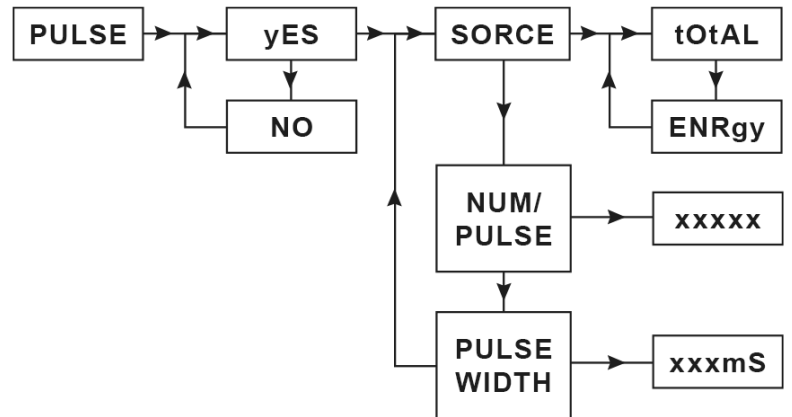 PULSE
yES
SORCE
tOtAL
NO
ENRgy
NUM/
PULSE
xxxxx
PULSE
WIDTH
xxxmS